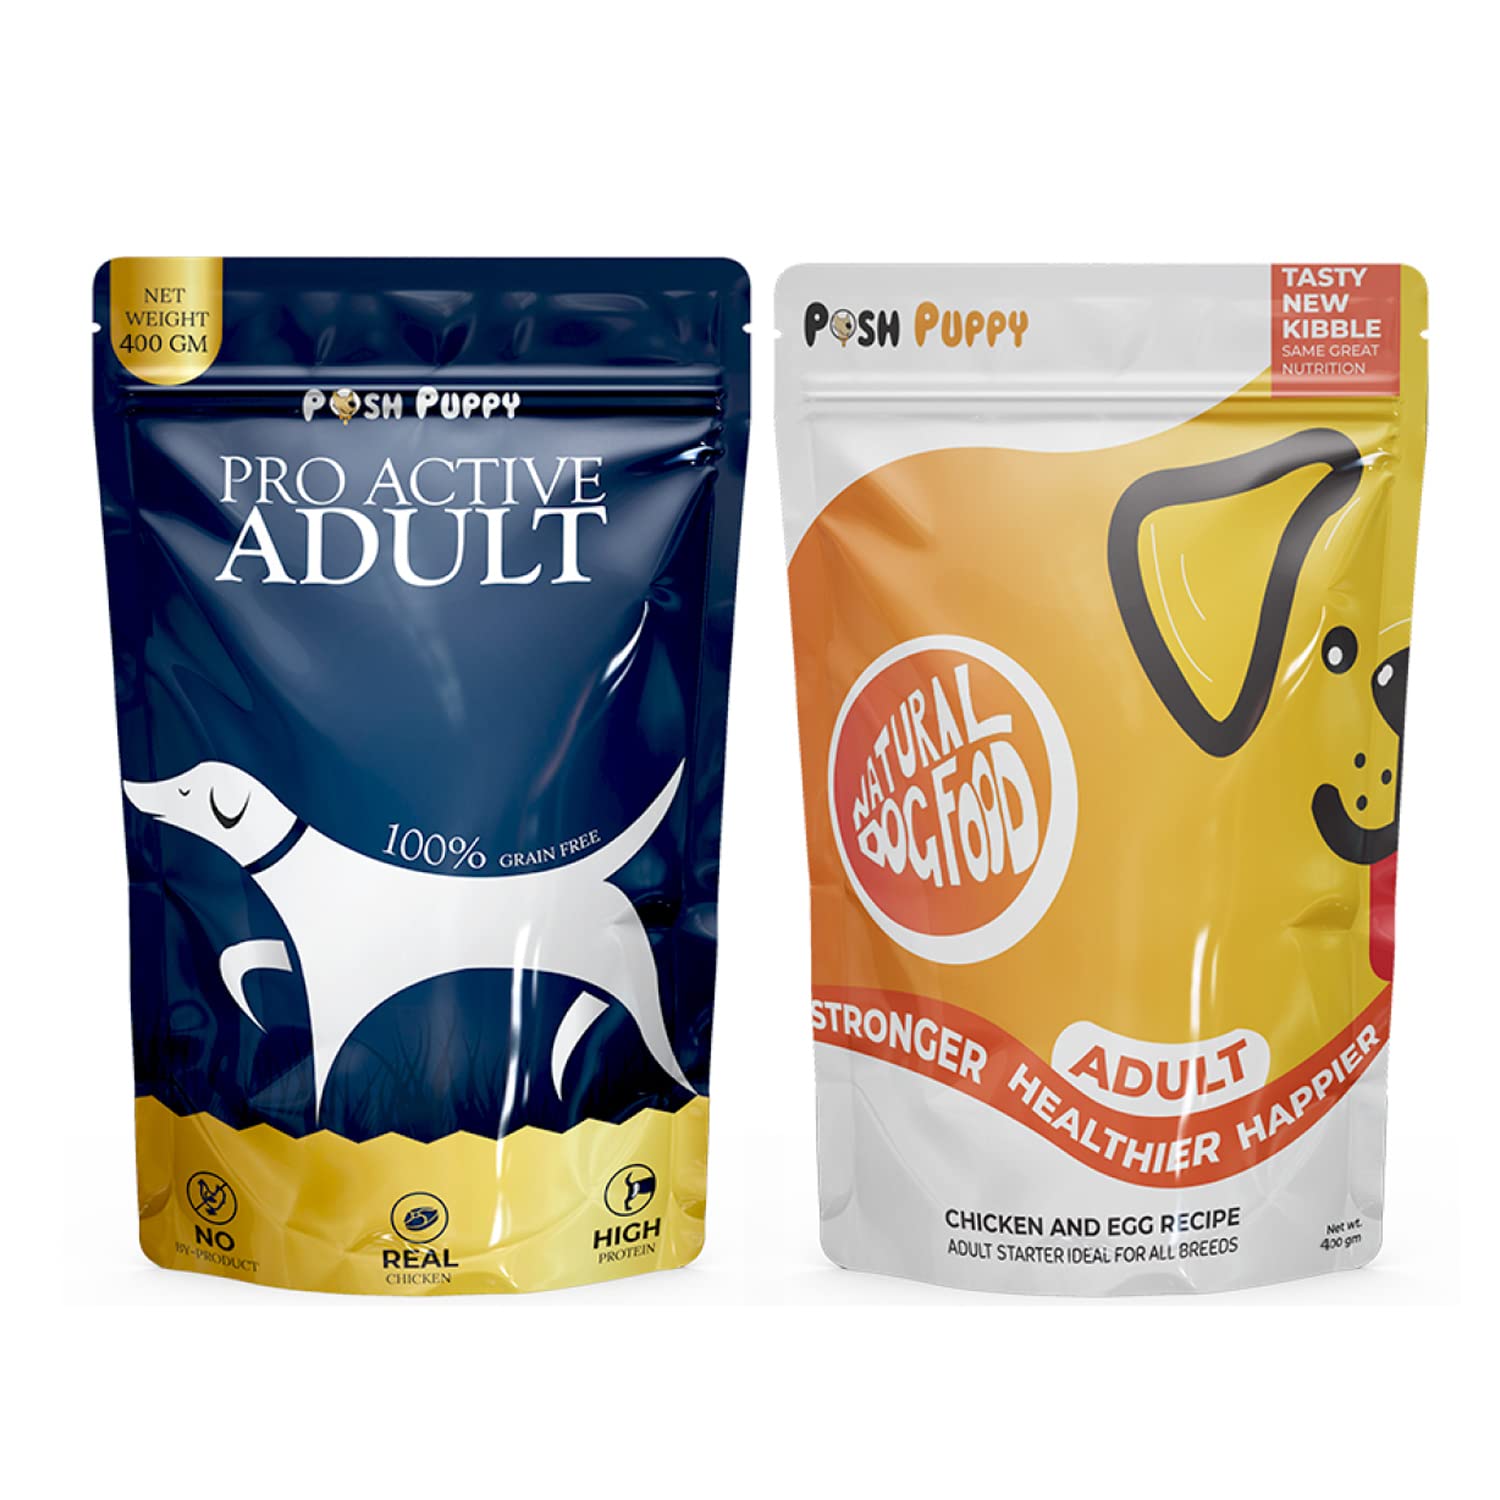 NET
WEIGHT
400 GM
POSH PUPPY
PRO ACTIVE
ADULT
100% GRAIN FREE
NO
BY-PRODUCT
REAL
CHICKEN
HIGH
PROTEIN
POSH PUPPY
TASTY
NEW
KIBBLE
SAME GREAT
NUTRITION
NATURAL
DOG FOOD
STRONGER HEALTHIER HAPPIER
ADULT
CHICKEN AND EGG RECIPE
ADULT STARTER IDEAL FOR ALL BREEDS
Net wt.
400 gm